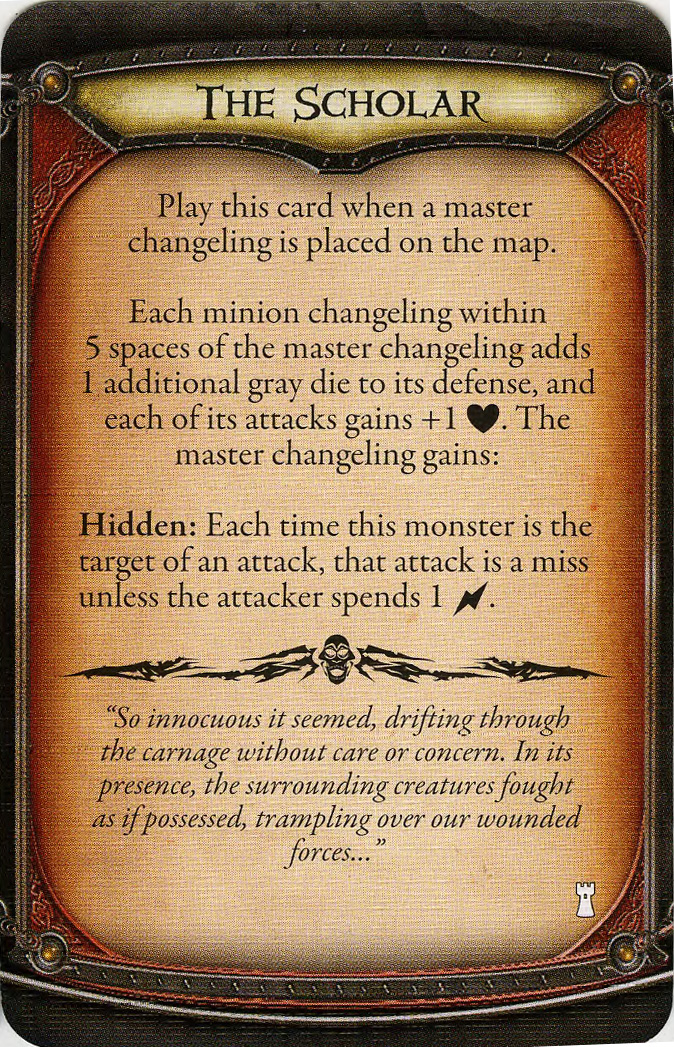 THE SCHOLAR
Play this card when a master
changeling is placed on the map.
Each minion changeling within
5 spaces of the master changeling adds
1 additional gray die to its defense, and
each of its attacks gains +1 ♥. The
master changeling gains:
Hidden: Each time this monster is the
target of an attack, that attack is a miss
unless the attacker spends 1 .
“So innocuous it seemed, drifting through
the carnage without care or concern. In its
presence, the surrounding creatures fought
as if possessed, trampling over our wounded
forces...”